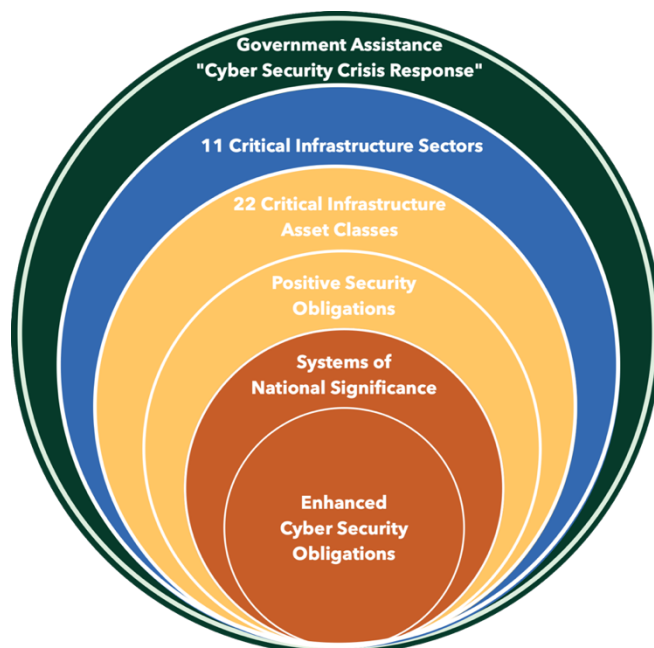 Government Assistance
"Cyber Security Crisis Response"
11 Critical Infrastructure Sectors
22 Critical Infrastructure
Asset Classes
Positive Security
Obligations
Systems of
National Significance
Enhanced
Cyber Security
Obligations